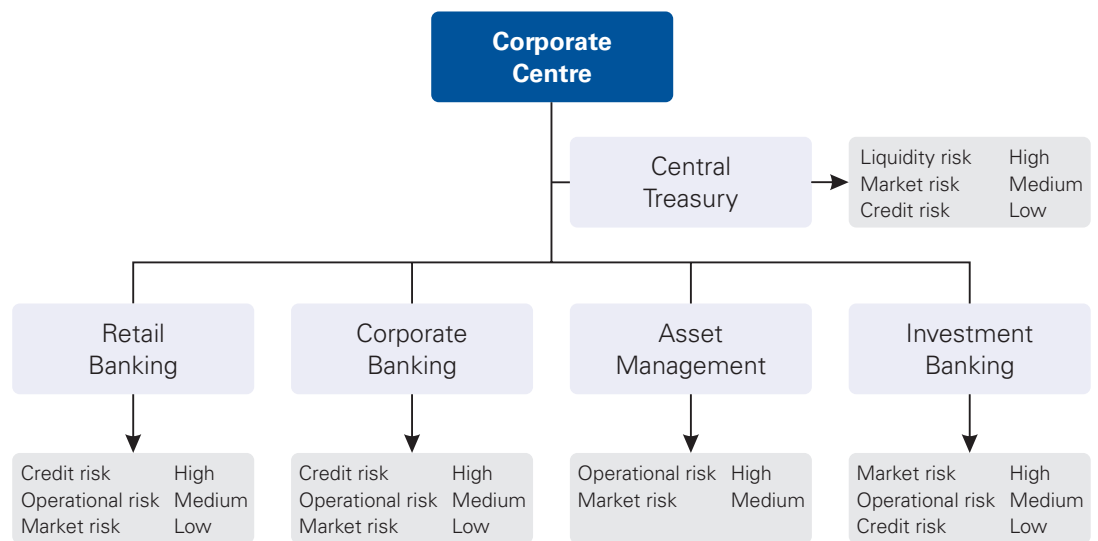 Corporate
Centre
Central
Treasury
Liquidity risk High
Market risk Medium
Credit risk Low
Retail
Banking
Corporate
Banking
Asset
Management
Investment
Banking
Credit risk High
Operational risk Medium
Market risk Low
Credit risk High
Operational risk Medium
Market risk Low
Operational risk High
Market risk Medium
Market risk High
Operational risk Medium
Credit risk Low